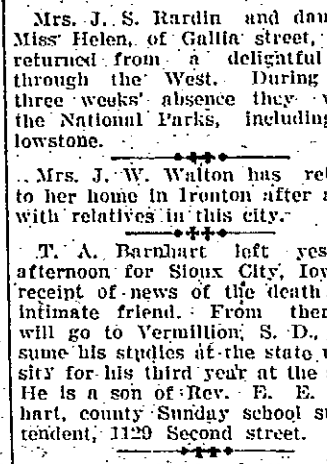 Mrs. J. S. Rardin and dau
Miss Helen, of Gallia street,
returned from a delightful
through the West. During
three weeks' absence they
the National Parks, including
lowstone.
Mrs. J. W. Walton has re
to her home in Ironton after a
with relatives in this city.
T. A. Barnhart left yes
afternoon for Sioux City, Iow
receipt of news of the death
intimate friend. From ther
will go to Vermillion, S. D.,
sume his studies at the state u
sity for his third year at the s
He is a son of Rev. E. E.
hart, county Sunday school s
tendent, 1129 Second street.